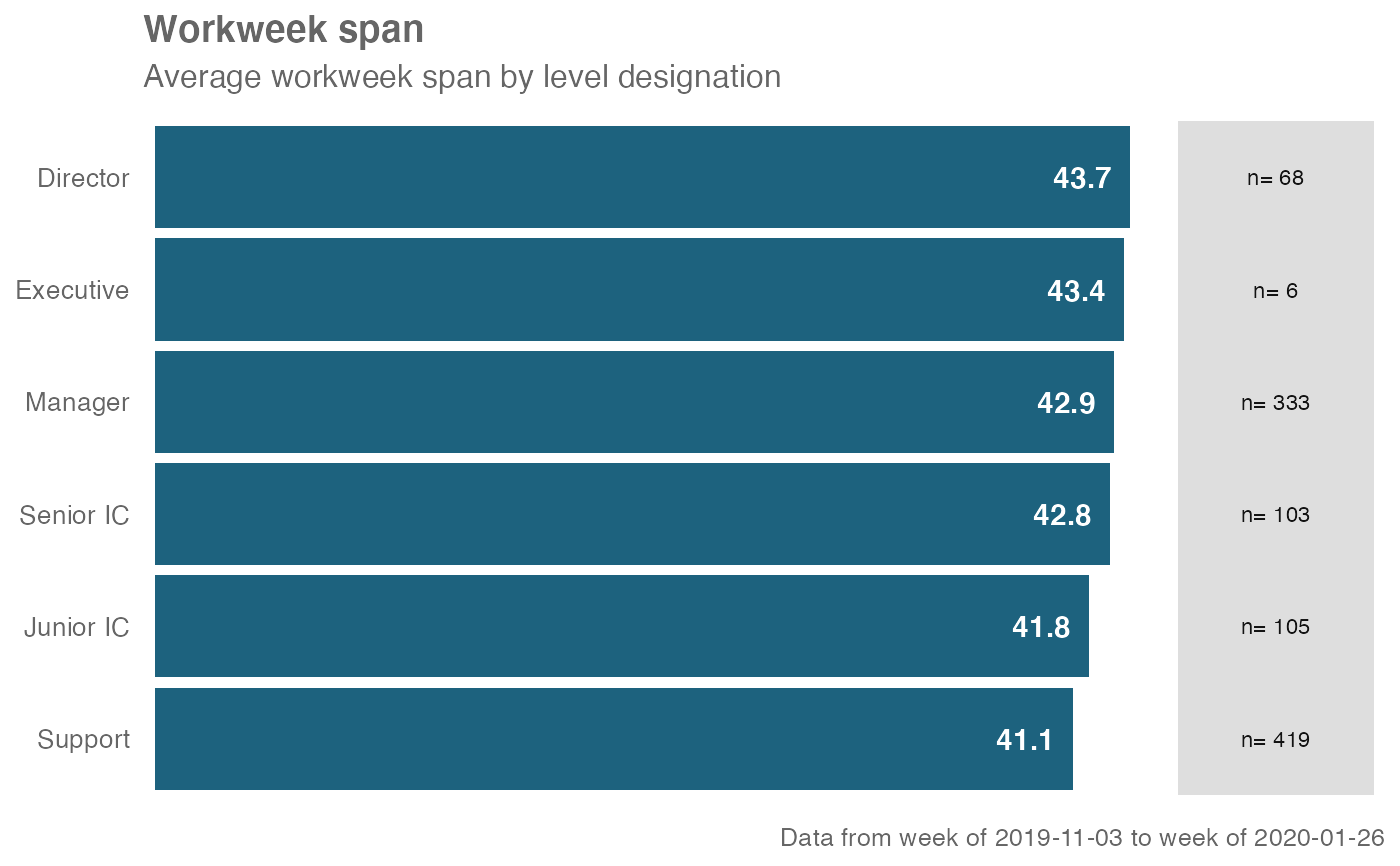 Workweek span
Average workweek span by level designation
Director 43.7 n= 68
Executive 43.4 n= 6
Manager 42.9 n= 333
Senior IC 42.8 n= 103
Junior IC 41.8 n= 105
Support 41.1 n= 419
Data from week of 2019-11-03 to week of 2020-01-26